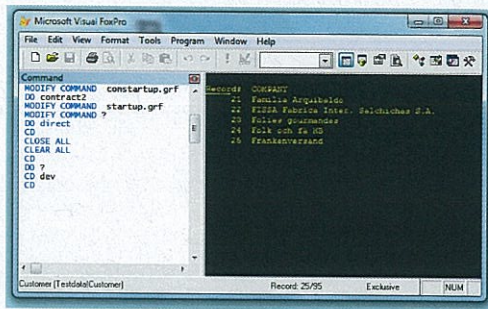 Microsoft Visual FoxPro
File Edit View Format Tools Program Window Help
Command
MODIFY COMMAND constartup.grf
DO contract2
MODIFY COMMAND startup.grf
MODIFY COMMAND ?
DO direct
CD
CLOSE ALL
CLEAR ALL
CD
DO ?
CD dev
CD
Record# COMPANY
21 Familia Arquibaldo
22 FISSA Fabrica Inter. Salchichas S.A.
23 Folies gourmandes
24 Folk och fa HB
25 Frankenversand
Customer (Testdata!Customer) Record: 25/95 Exclusive NUM